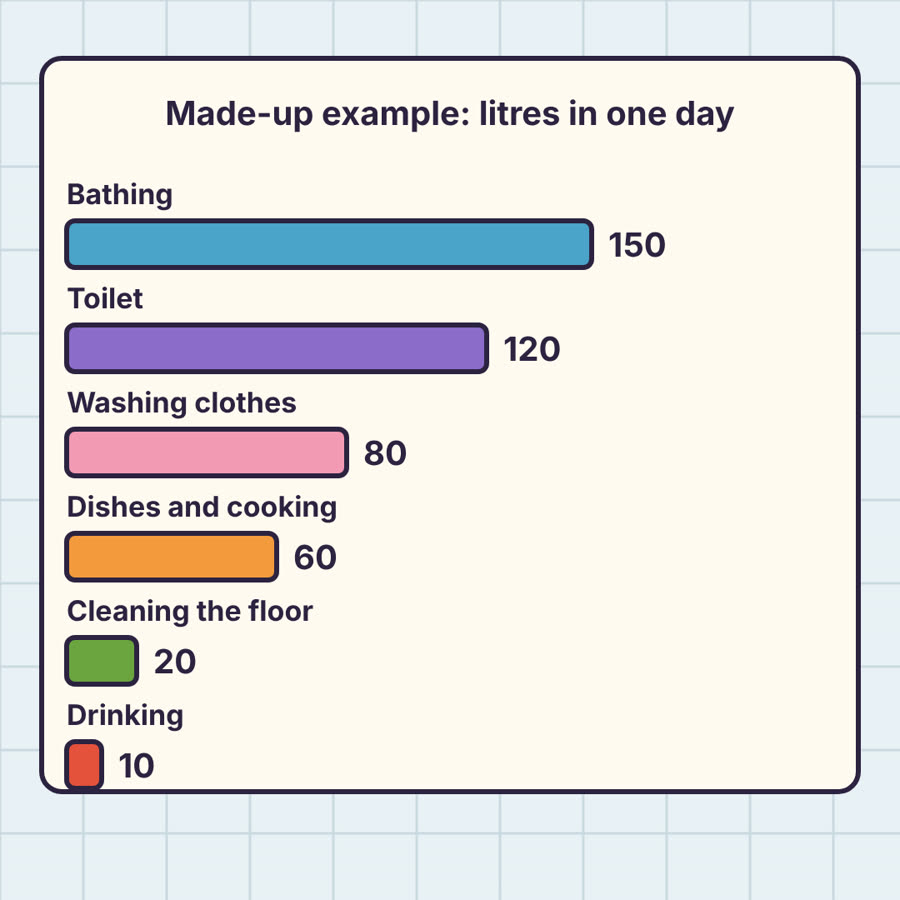 Made-up example: litres in one day
Bathing
150
Toilet
120
Washing clothes
80
Dishes and cooking
60
Cleaning the floor
20
Drinking
10